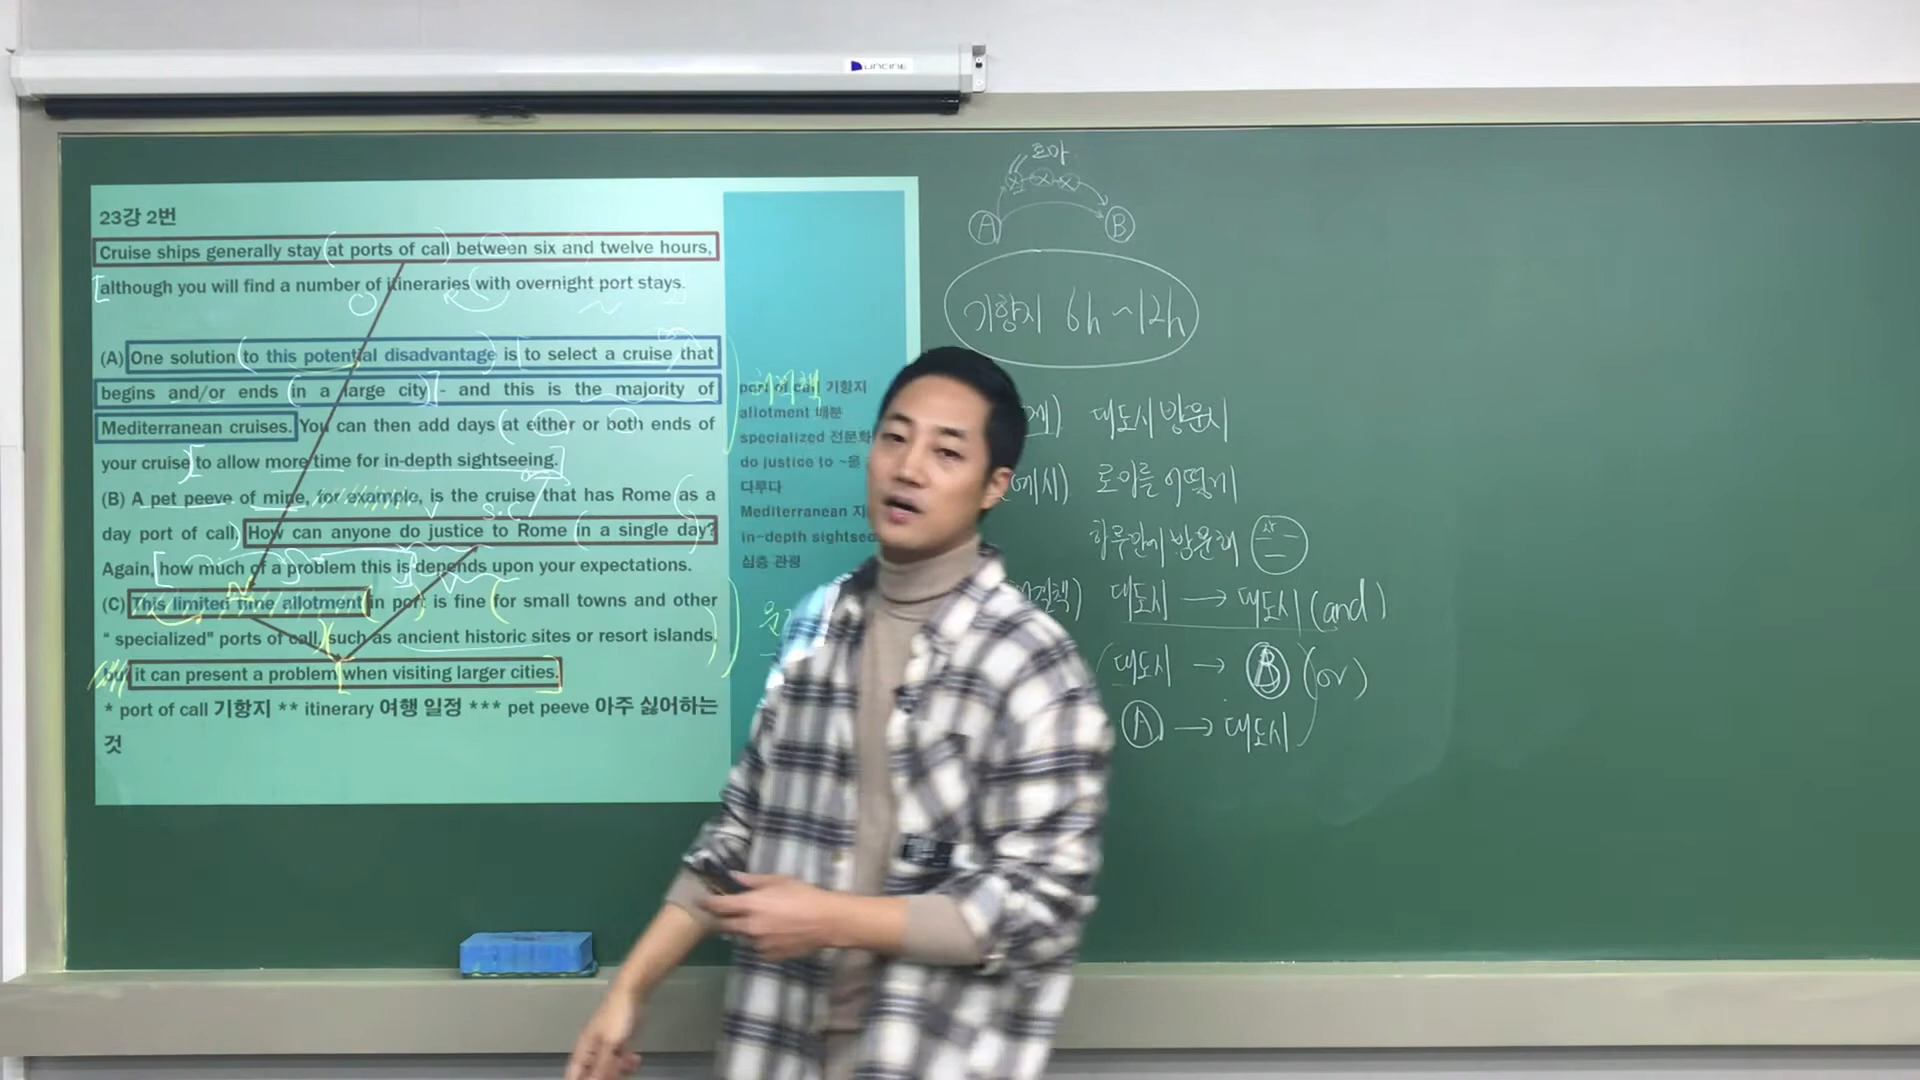 UNCINE
23강 2번
Cruise ships generally stay at ports of call between six and twelve hours,
although you will find a number of itineraries with overnight port stays.
(A) One solution to this potential disadvantage is to select a cruise that
begins and/or ends in a large city - and this is the majority of
Mediterranean cruises. You can then add days at either or both ends of
your cruise to allow more time for in-depth sightseeing.
(B) A pet peeve of mine, for example, is the cruise that has Rome as a
day port of call. How can anyone do justice to Rome in a single day?
Again, how much of a problem this is depends upon your expectations.
(C) This limited time allotment in port is fine for small towns and other
" specialized" ports of call, such as ancient historic sites or resort islands,
but it can present a problem when visiting larger cities.
* port of call 기항지 ** itinerary 여행 일정 *** pet peeve 아주 싫어하는
것
S.C
port of call 기항지
allotment 배분
specialized 전문화
do justice to ~을
다루다
Mediterranean 지
in-depth sightsee
심층 관광
로마
A B
기항지 6h ~12h
제) 대도시 방문시
(예시) 로마를 어떻게
하루만에 방문해
결책) 대도시 → 대도시 (and)
대도시 → B (or)
A → 대도시